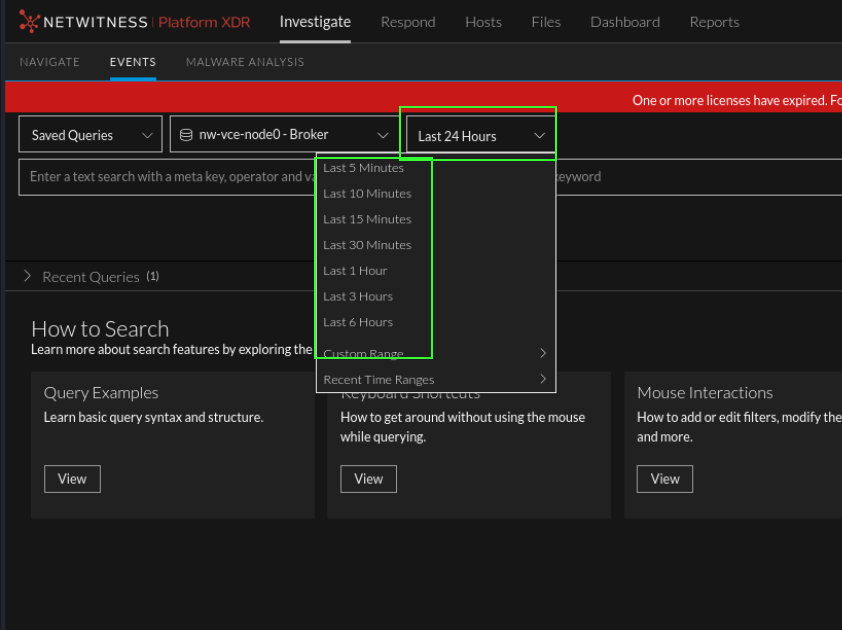 NETWITNESS | Platform XDR Investigate Respond Hosts Files Dashboard Reports
NAVIGATE EVENTS MALWARE ANALYSIS
One or more licenses have expired. Fo
Saved Queries nw-vce-node0 - Broker Last 24 Hours
Enter a text search with a meta key, operator and va eyword
Last 5 Minutes
Last 10 Minutes
Last 15 Minutes
Last 30 Minutes
Last 1 Hour
Last 3 Hours
Last 6 Hours
Custom Range
Recent Time Ranges
Recent Queries (1)
How to Search
Learn more about search features by exploring the
Query Examples
Learn basic query syntax and structure.
View
Keyboard Shortcuts
How to get around without using the mouse
while querying.
View
Mouse Interactions
How to add or edit filters, modify the
and more.
View